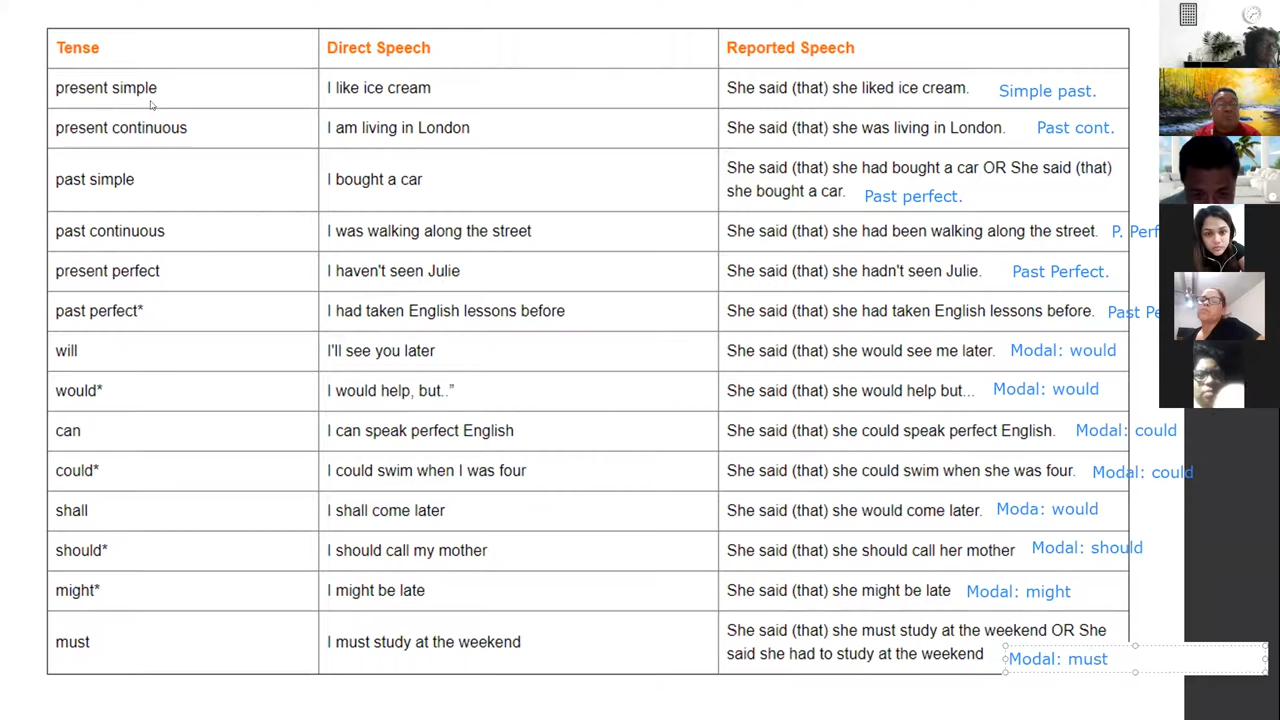 Tense Direct Speech Reported Speech
present simple I like ice cream She said (that) she liked ice cream. Simple past.
present continuous I am living in London She said (that) she was living in London. Past cont.
past simple I bought a car She said (that) she had bought a car OR She said (that)
she bought a car. Past perfect.
past continuous I was walking along the street She said (that) she had been walking along the street. P. Perf
present perfect I haven't seen Julie She said (that) she hadn't seen Julie. Past Perfect.
past perfect* I had taken English lessons before She said (that) she had taken English lessons before. Past Pe
will I'll see you later She said (that) she would see me later. Modal: would
would* I would help, but..” She said (that) she would help but... Modal: would
can I can speak perfect English She said (that) she could speak perfect English. Modal: could
could* I could swim when I was four She said (that) she could swim when she was four. Modal: could
shall I shall come later She said (that) she would come later. Moda: would
should* I should call my mother She said (that) she should call her mother Modal: should
might* I might be late She said (that) she might be late Modal: might
must I must study at the weekend She said (that) she must study at the weekend OR She
said she had to study at the weekend Modal: must